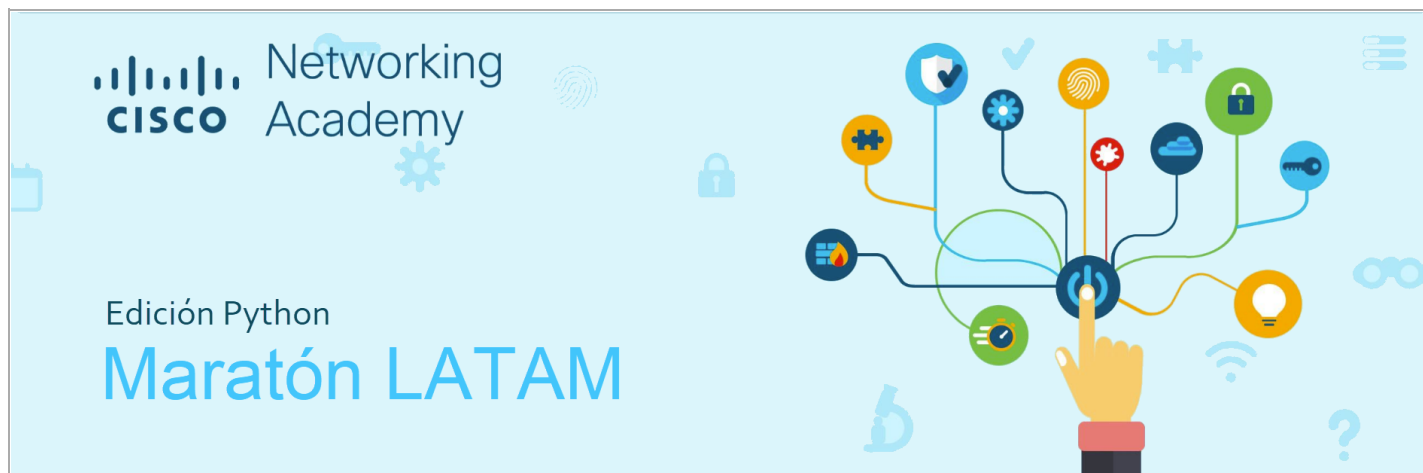 Networking
CISCO Academy
Edición Python
Maratón LATAM
?